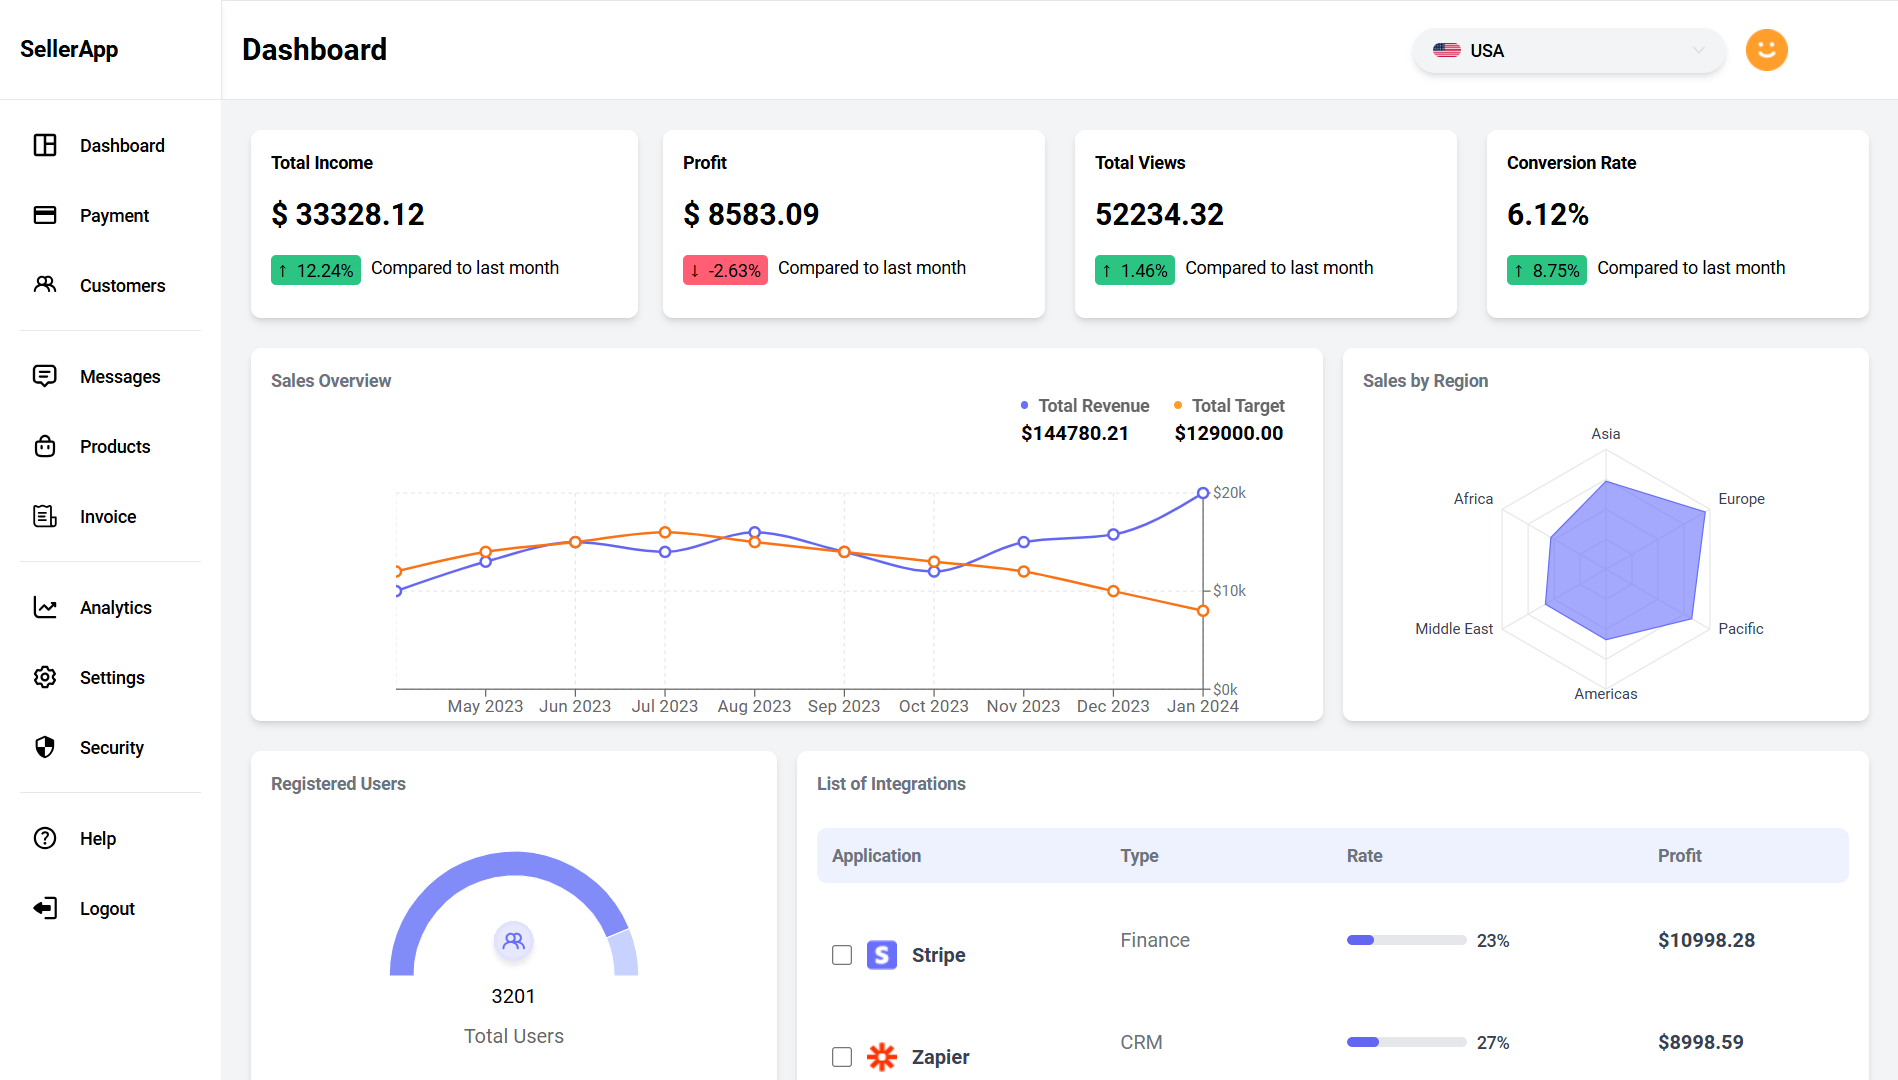 SellerApp
Dashboard
USA
Dashboard
Payment
Customers
Messages
Products
Invoice
Analytics
Settings
Security
Help
Logout
Total Income
$ 33328.12
↑ 12.24% Compared to last month
Profit
$ 8583.09
↓ -2.63% Compared to last month
Total Views
52234.32
↑ 1.46% Compared to last month
Conversion Rate
6.12%
↑ 8.75% Compared to last month
Sales Overview
Total Revenue Total Target
$144780.21 $129000.00
$20k
$10k
$0k
May 2023 Jun 2023 Jul 2023 Aug 2023 Sep 2023 Oct 2023 Nov 2023 Dec 2023 Jan 2024
Sales by Region
Asia
Africa Europe
Middle East Pacific
Americas
Registered Users
3201
Total Users
List of Integrations
Application Type Rate Profit
S Stripe Finance 23% $10998.28
Zapier CRM 27% $8998.59